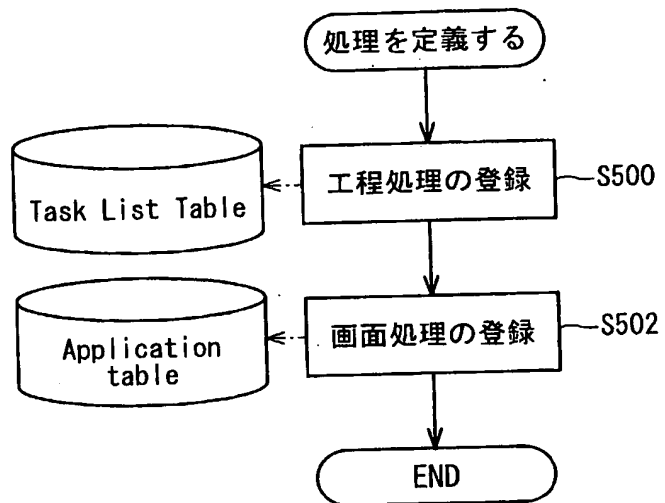 処理を定義する
工程処理の登録
S500
Task List Table
画面処理の登録
S502
Application
table
END